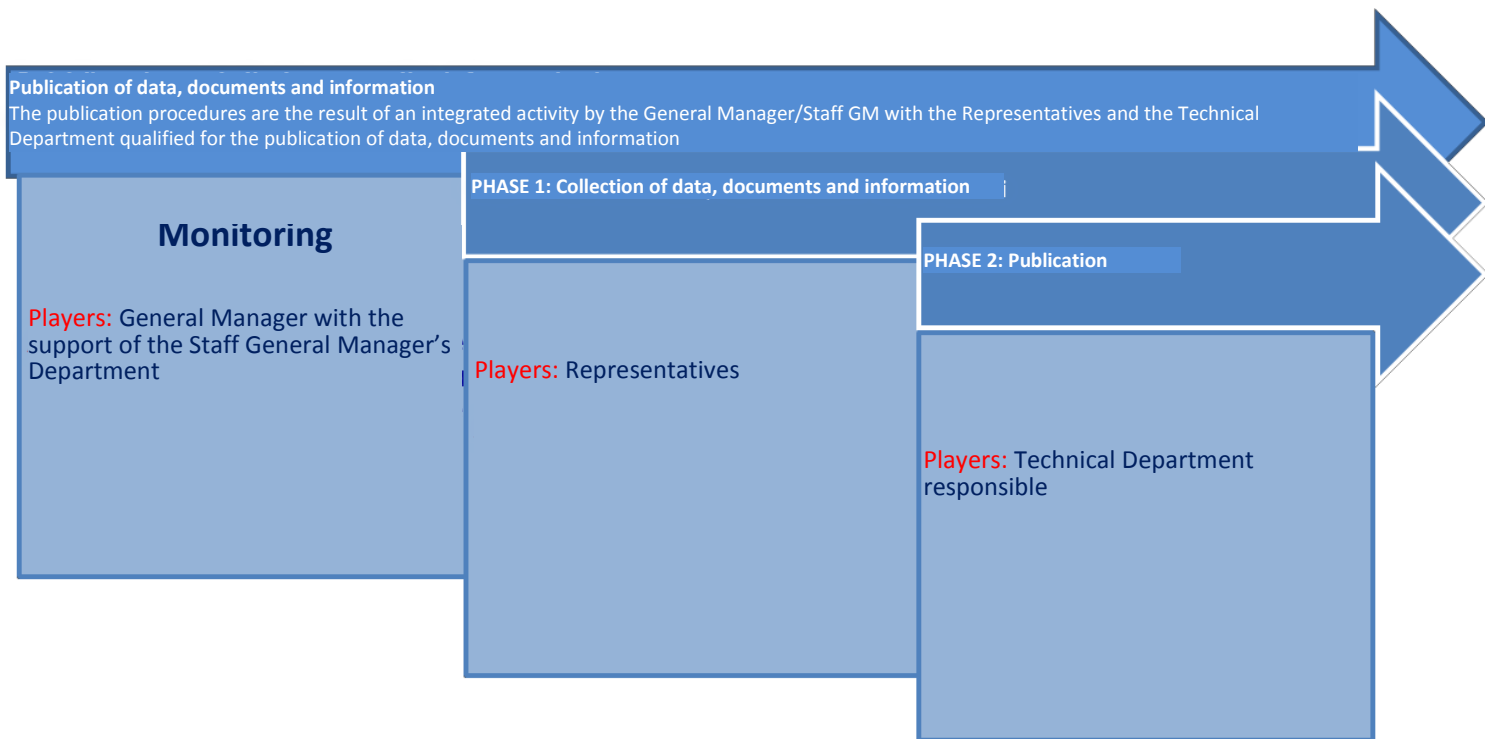 Publication of data, documents and information
The publication procedures are the result of an integrated activity by the General Manager/Staff GM with the Representatives and the Technical
Department qualified for the publication of data, documents and information
PHASE 1: Collection of data, documents and information
Monitoring
PHASE 2: Publication
Players: General Manager with the
support of the Staff General Manager’s
Department
Players: Representatives
Players: Technical Department
responsible